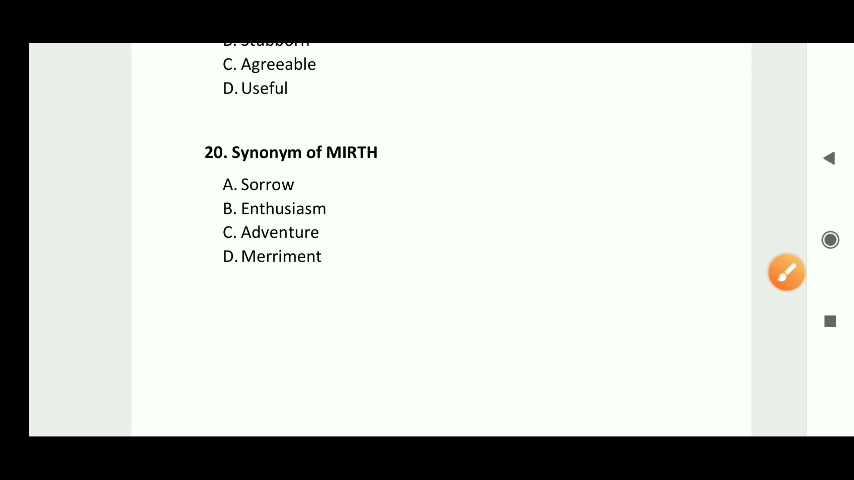 B. Stubborn
C. Agreeable
D. Useful
20. Synonym of MIRTH
A. Sorrow
B. Enthusiasm
C. Adventure
D. Merriment